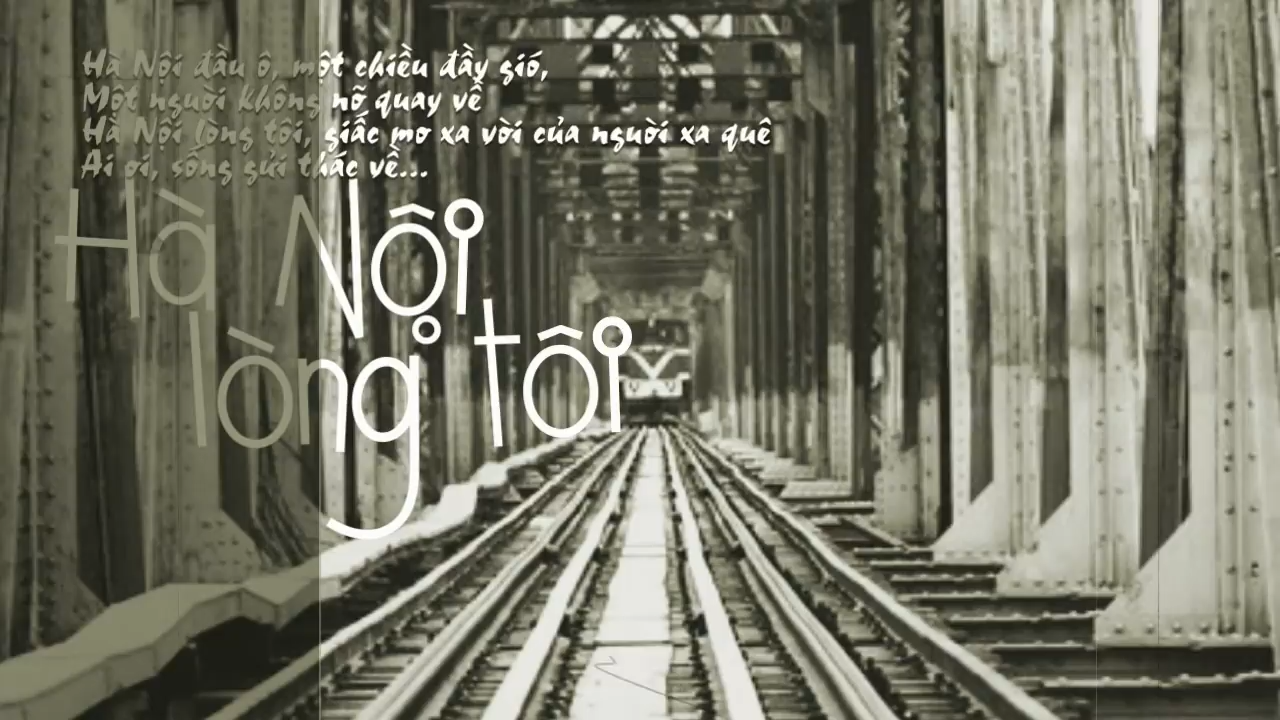 Hà Nội đầu ô, một chiều đầy gió,
Một người không nỡ quay về
Hà Nội lòng tôi, giấc mơ xa vời của người xa quê
Ai ơi, sống gửi thác về...
Hà Nội
lòng tôi